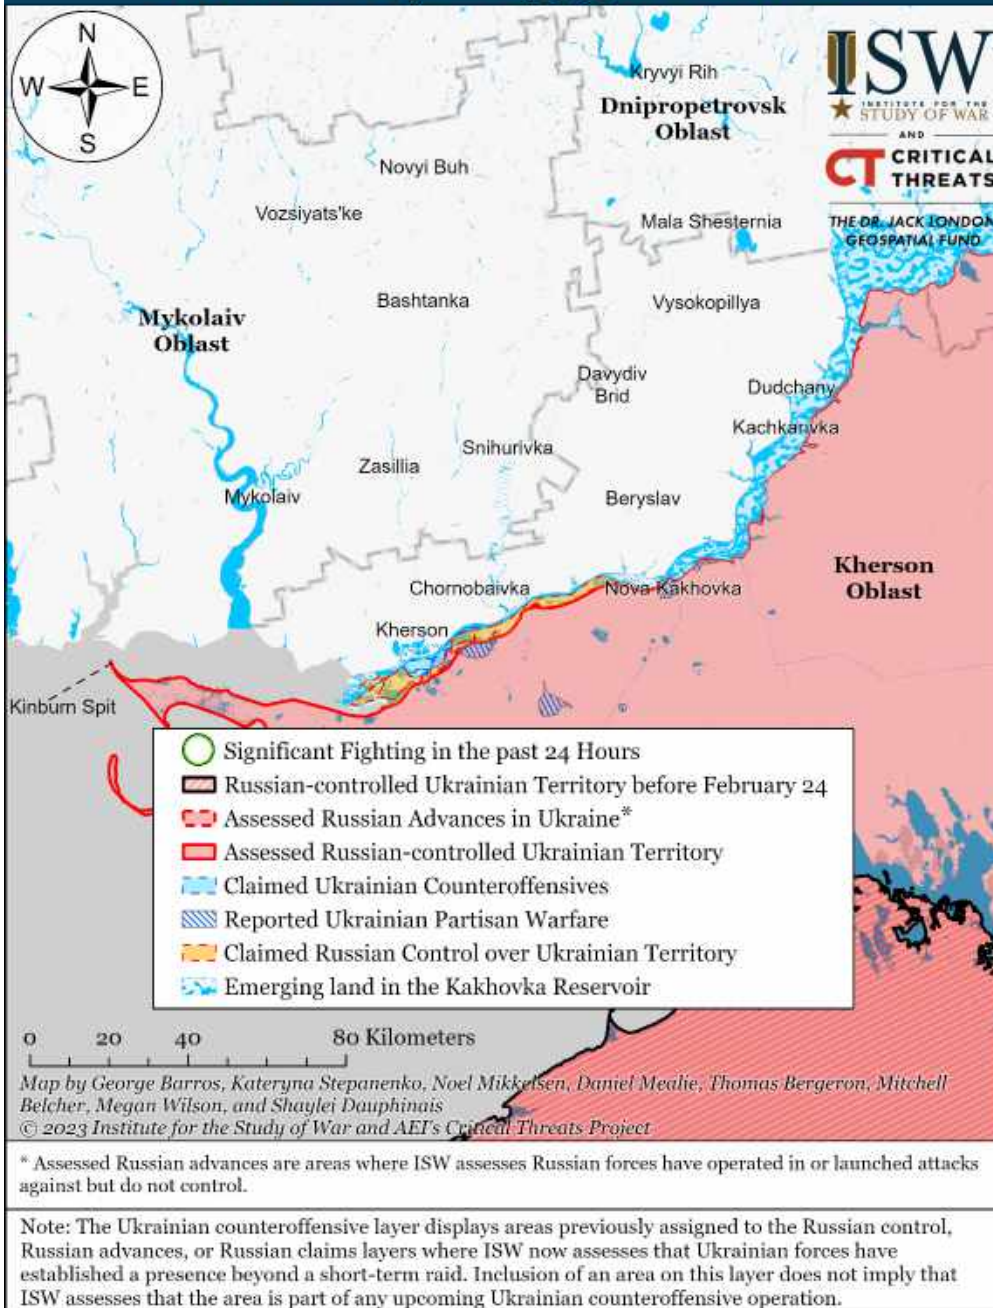 N
W E
S
ISW
INSTITUTE FOR THE
STUDY OF WAR
AND
CT CRITICAL
THREATS
THE DR. JACK LONDON
GEOSPATIAL FUND
Kryvyi Rih
Dnipropetrovsk
Oblast
Novyi Buh
Vozsiyats'ke
Mala Shesternia
Bashtanka
Vysokopillya
Mykolaiv
Oblast
Davydiv
Brid
Dudchany
Kachkarivka
Snihurivka
Zasillia
Mykolaiv
Beryslav
Kherson
Oblast
Chornobaivka
Nova Kakhovka
Kherson
Kinburn Spit
Significant Fighting in the past 24 Hours
Russian-controlled Ukrainian Territory before February 24
Assessed Russian Advances in Ukraine*
Assessed Russian-controlled Ukrainian Territory
Claimed Ukrainian Counteroffensives
Reported Ukrainian Partisan Warfare
Claimed Russian Control over Ukrainian Territory
Emerging land in the Kakhovka Reservoir
0 20 40 80 Kilometers
Map by George Barros, Kateryna Stepanenko, Noel Mikkelsen, Daniel Mealie, Thomas Bergeron, Mitchell
Belcher, Megan Wilson, and Shaylei Dauphinais
© 2023 Institute for the Study of War and AEI's Critical Threats Project
* Assessed Russian advances are areas where ISW assesses Russian forces have operated in or launched attacks
against but do not control.
Note: The Ukrainian counteroffensive layer displays areas previously assigned to the Russian control,
Russian advances, or Russian claims layers where ISW now assesses that Ukrainian forces have
established a presence beyond a short-term raid. Inclusion of an area on this layer does not imply that
ISW assesses that the area is part of any upcoming Ukrainian counteroffensive operation.